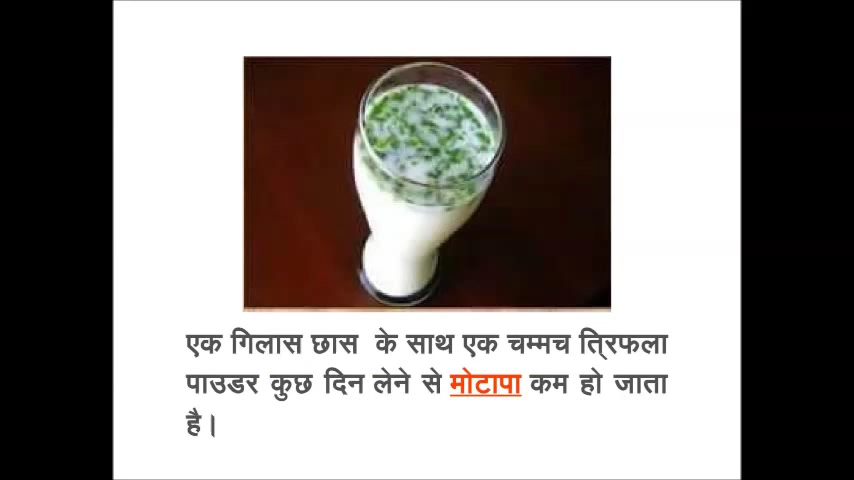 एक गिलास छास के साथ एक चम्मच त्रिफला
पाउडर कुछ दिन लेने से मोटापा कम हो जाता
है।